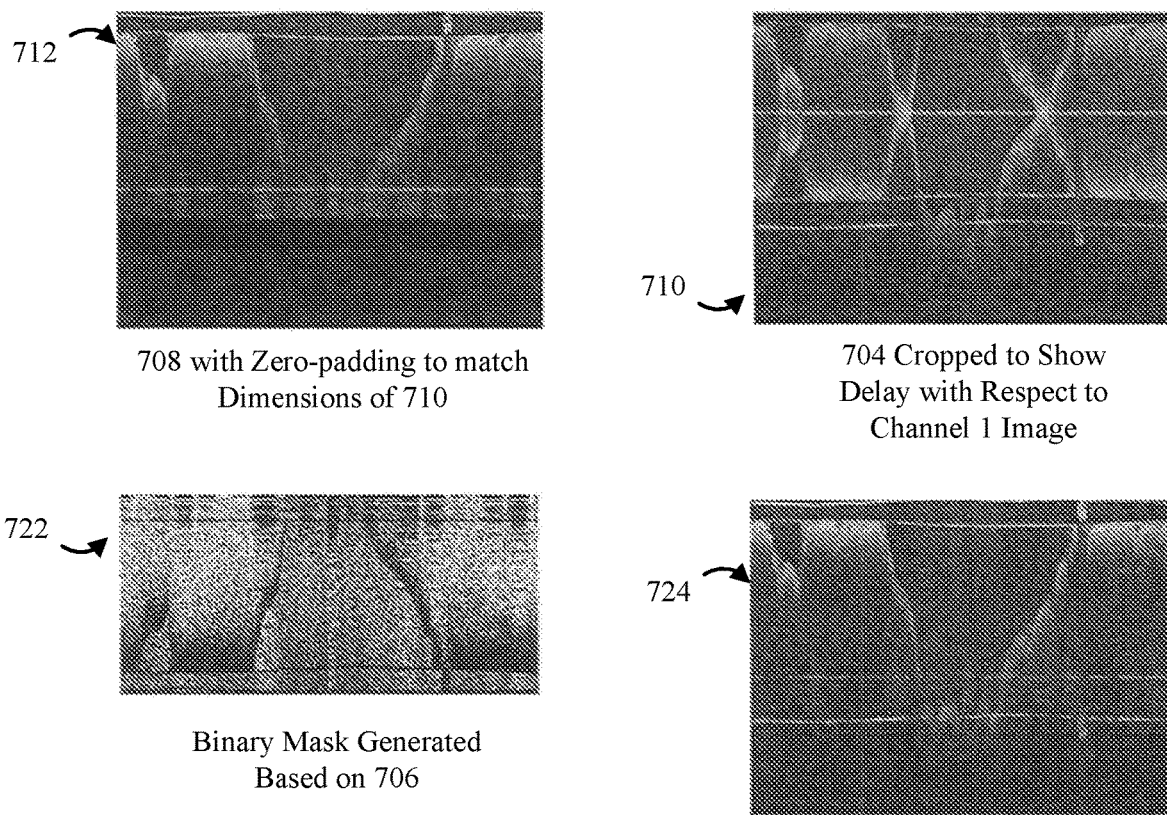 712
708 with Zero-padding to match
Dimensions of 710
710
704 Cropped to Show
Delay with Respect to
Channel 1 Image
722
Binary Mask Generated
Based on 706
724